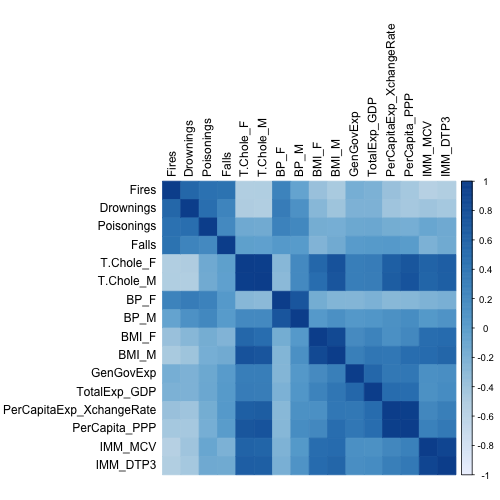 Fires
Drownings
Poisonings
Falls
T.Chole_F
T.Chole_M
BP_F
BP_M
BMI_F
BMI_M
GenGovExp
TotalExp_GDP
PerCapitaExp_XchangeRate
PerCapita_PPP
IMM_MCV
IMM_DTP3
Fires
Drownings
Poisonings
Falls
T.Chole_F
T.Chole_M
BP_F
BP_M
BMI_F
BMI_M
GenGovExp
TotalExp_GDP
PerCapitaExp_XchangeRate
PerCapita_PPP
IMM_MCV
IMM_DTP3
1
0.8
0.6
0.4
0.2
0
-0.2
-0.4
-0.6
-0.8
-1